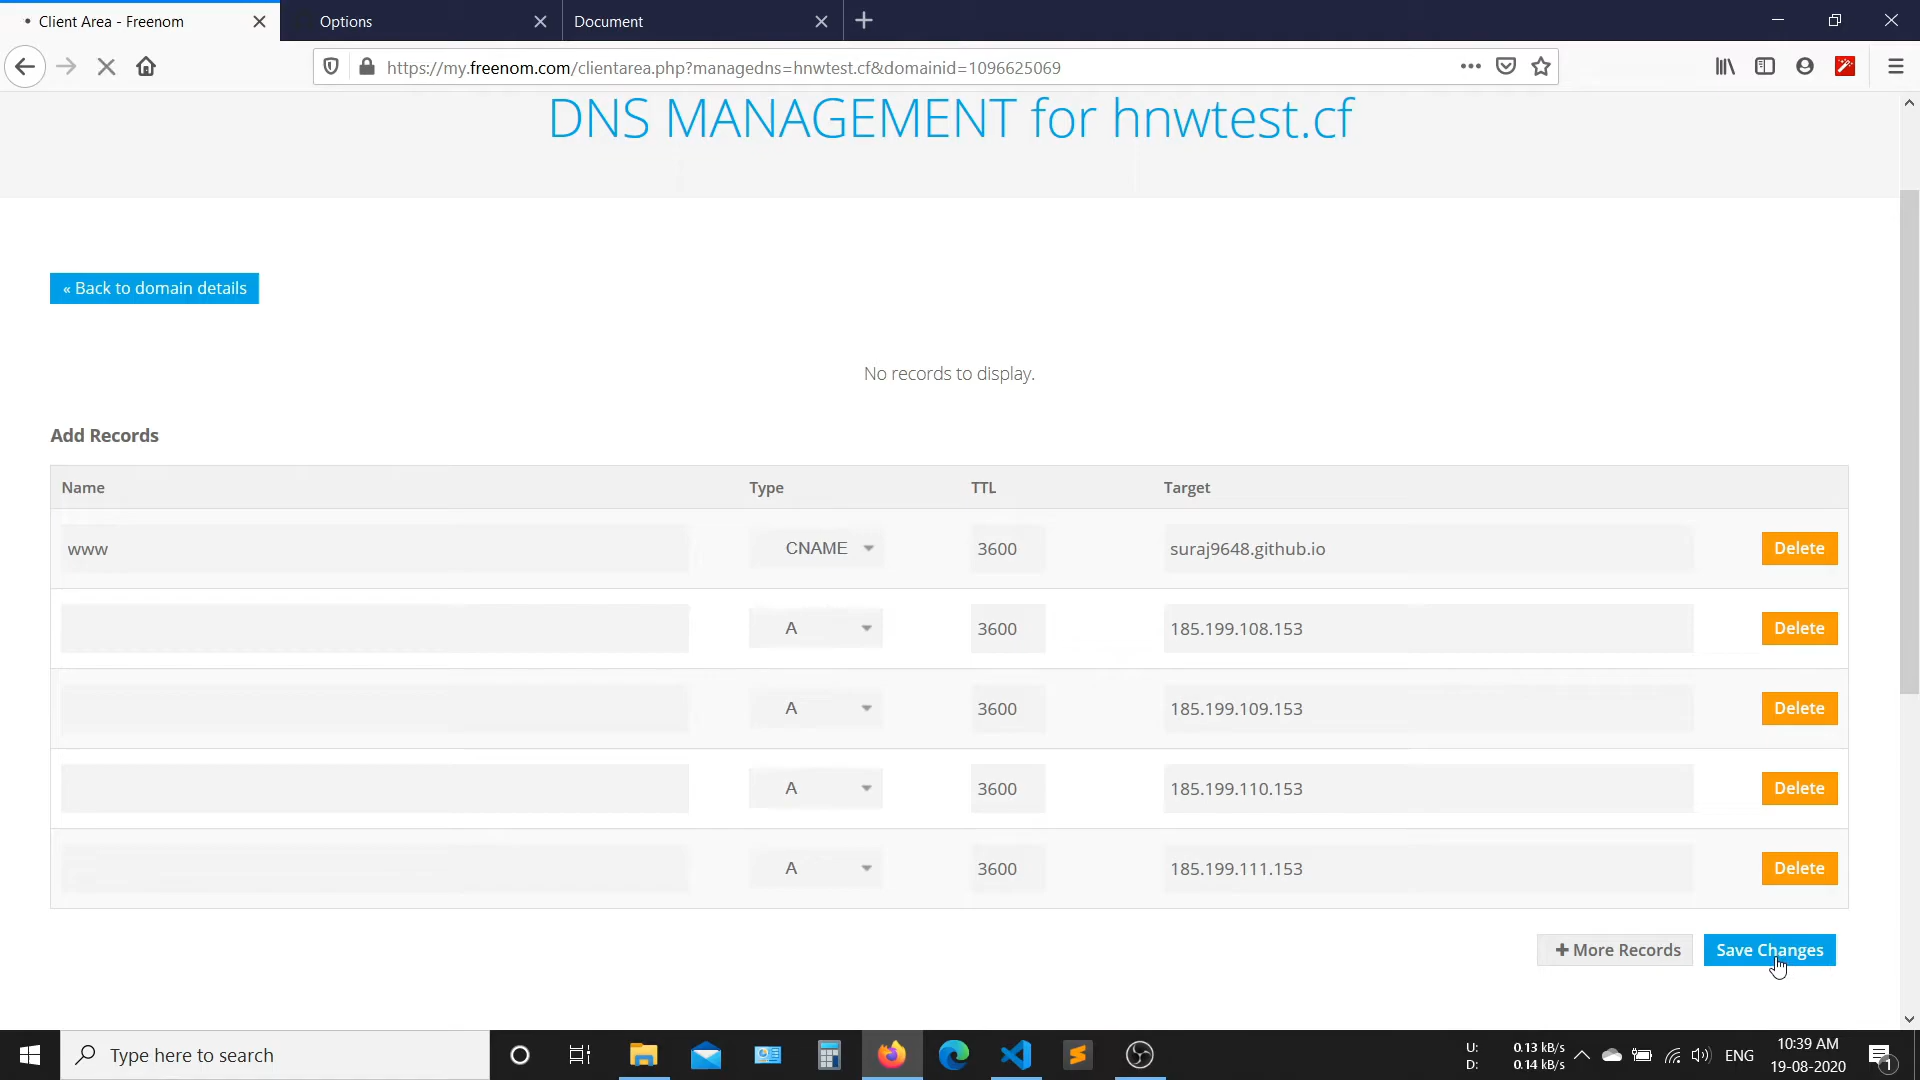 Client Area - Freenom
Options
Document
https://my.freenom.com/clientarea.php?managedns=hnwtest.cf&domainid=1096625069
DNS MANAGEMENT for hnwtest.cf
« Back to domain details
No records to display.
Add Records
Name Type TTL Target
www CNAME 3600 suraj9648.github.io Delete
A 3600 185.199.108.153 Delete
A 3600 185.199.109.153 Delete
A 3600 185.199.110.153 Delete
A 3600 185.199.111.153 Delete
+ More Records Save Changes
Type here to search
U: 0.13 kB/s
D: 0.14 kB/s
ENG
10:39 AM
19-08-2020
1